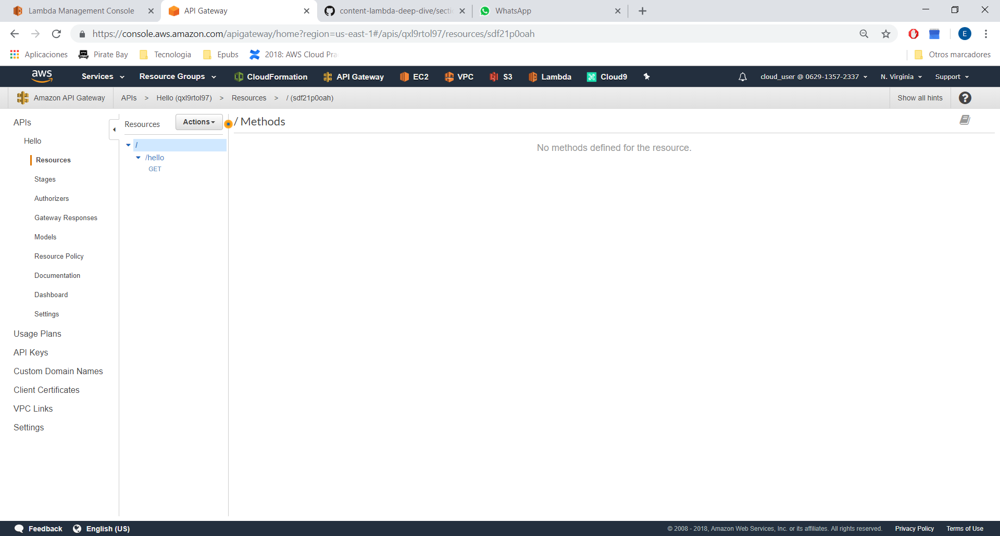 Lambda Management Console
API Gateway
content-lambda-deep-dive/secti
WhatsApp
https://console.aws.amazon.com/apigateway/home?region=us-east-1#/apis/qxl9rtol97/resources/sdf21p0oah
E
Aplicaciones
Pirate Bay
Tecnologia
Epubs
2018: AWS Cloud Pra
Otros marcadores
aws
Services
Resource Groups
CloudFormation
API Gateway
EC2
VPC
S3
Lambda
Cloud9
cloud_user @ 0629-1357-2337
N. Virginia
Support
Amazon API Gateway
APIs > Hello (qxl9rtol97) > Resources > / (sdf21p0oah)
Show all hints
?
APIs
Hello
Resources
Stages
Authorizers
Gateway Responses
Models
Resource Policy
Documentation
Dashboard
Settings
Usage Plans
API Keys
Custom Domain Names
Client Certificates
VPC Links
Settings
Resources
Actions
/
/hello
GET
/ Methods
No methods defined for the resource.
Feedback
English (US)
© 2008 - 2018, Amazon Web Services, Inc. or its affiliates. All rights reserved.
Privacy Policy
Terms of Use